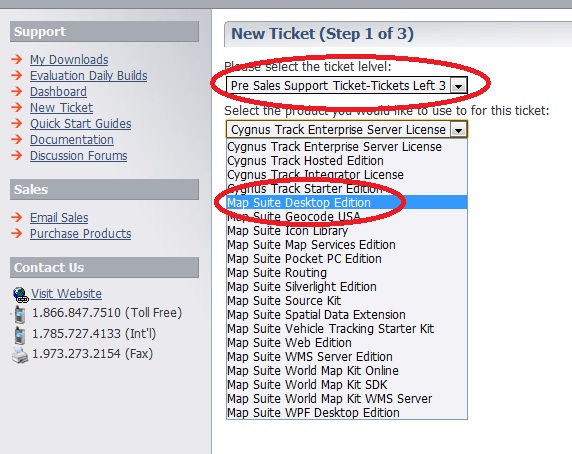 Support
My Downloads
Evaluation Daily Builds
Dashboard
New Ticket
Quick Start Guides
Documentation
Discussion Forums
Sales
Email Sales
Purchase Products
Contact Us
Visit Website
1.866.847.7510 (Toll Free)
1.785.727.4133 (Int'l)
1.973.273.2154 (Fax)
New Ticket (Step 1 of 3)
Please select the ticket lelvel:
Pre Sales Support Ticket-Tickets Left 3
Select the product you would like to use to for this ticket:
Cygnus Track Enterprise Server License
Cygnus Track Enterprise Server License
Cygnus Track Hosted Edition
Cygnus Track Integrator License
Cygnus Track Starter Edition
Map Suite Desktop Edition
Map Suite Geocode USA
Map Suite Icon Library
Map Suite Map Services Edition
Map Suite Pocket PC Edition
Map Suite Routing
Map Suite Silverlight Edition
Map Suite Source Kit
Map Suite Spatial Data Extension
Map Suite Vehicle Tracking Starter Kit
Map Suite Web Edition
Map Suite WMS Server Edition
Map Suite World Map Kit Online
Map Suite World Map Kit SDK
Map Suite World Map Kit WMS Server
Map Suite WPF Desktop Edition